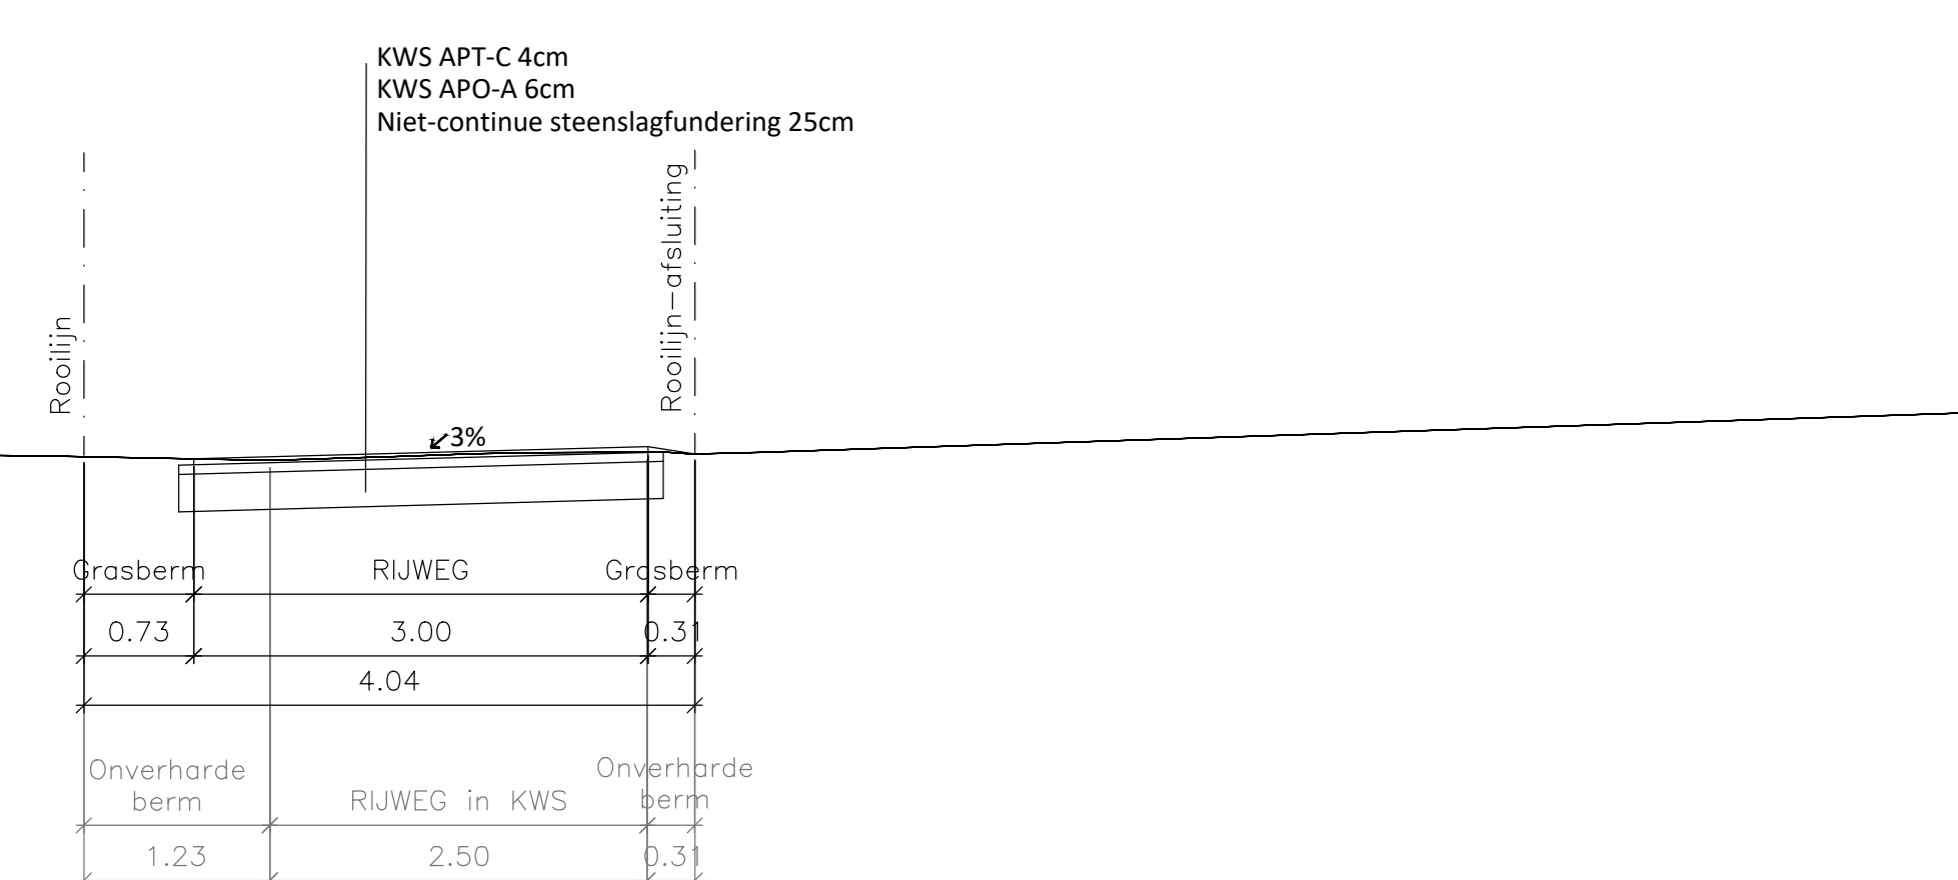 KWS APT-C 4cm
KWS APO-A 6cm
Niet-continue steenslagfundering 25cm
Rooilijn
Rooilijn-afsluiting
3%
Grasberm RIJWEG Grasberm
0.73 3.00 0.31
4.04
Onverharde berm
RIJWEG in KWS
Onverharde berm
1.23 2.50 0.31